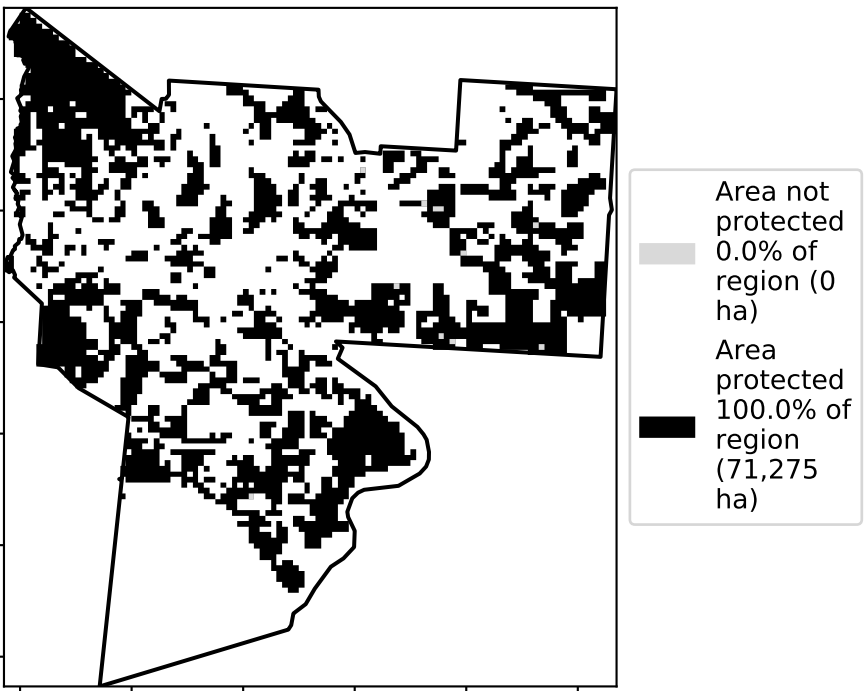 Area not
protected
0.0% of
region (0
ha)
Area
protected
100.0% of
region
(71,275
ha)